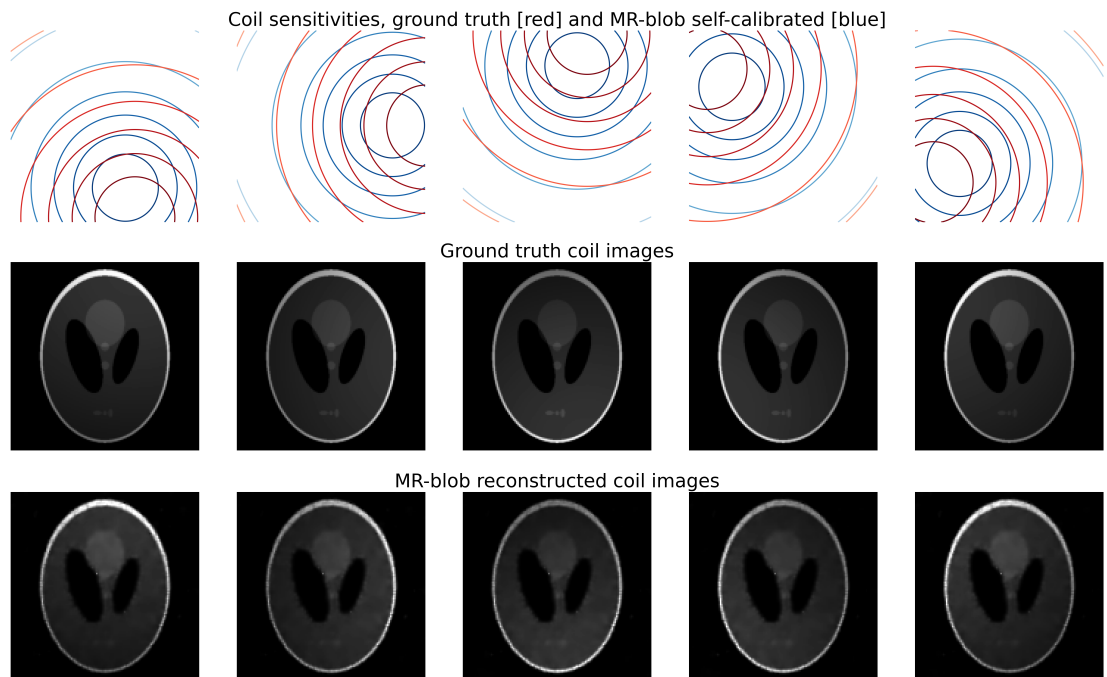 Coil sensitivities, ground truth [red] and MR-blob self-calibrated [blue]
Ground truth coil images
MR-blob reconstructed coil images